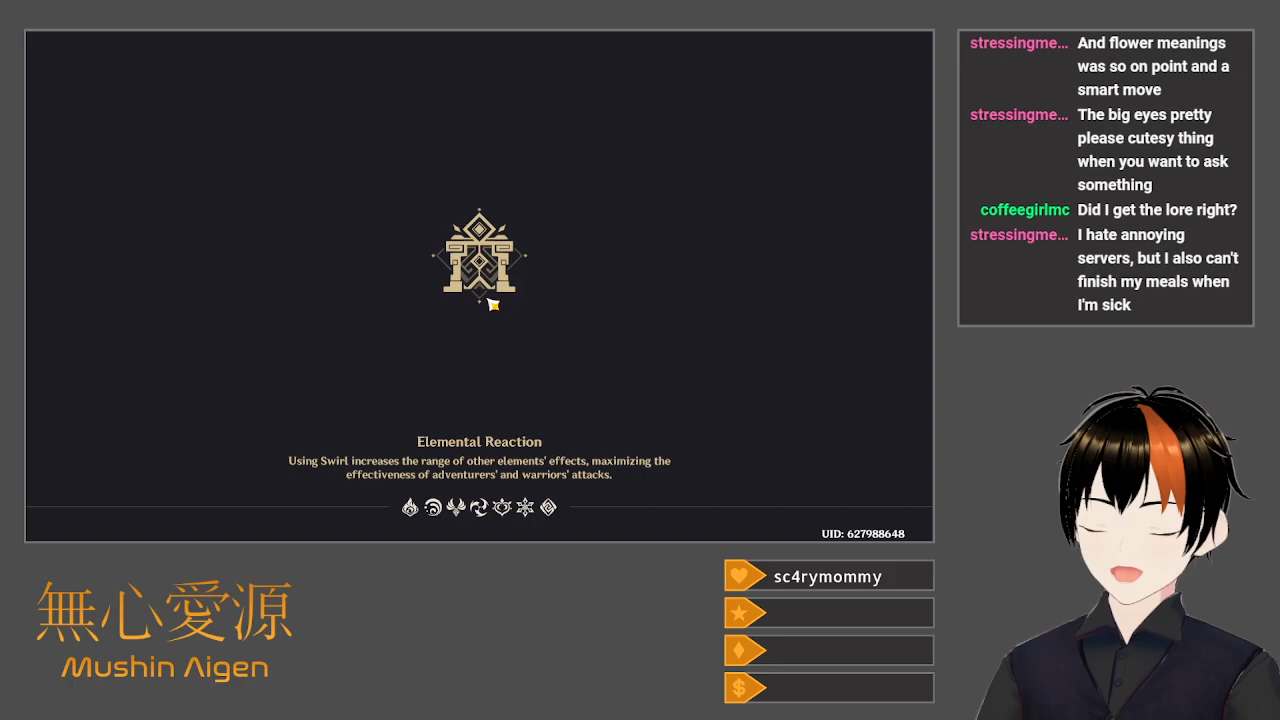 stressingme... And flower meanings
was so on point and a
smart move
stressingme... The big eyes pretty
please cutesy thing
when you want to ask
something
coffeegirlmc Did I get the lore right?
stressingme... I hate annoying
servers, but I also can't
finish my meals when
I'm sick
Elemental Reaction
Using Swirl increases the range of other elements' effects, maximizing the
effectiveness of adventurers' and warriors' attacks.
UID: 627988648
sc4rymommy
無心愛源
Mushin Aigen
$